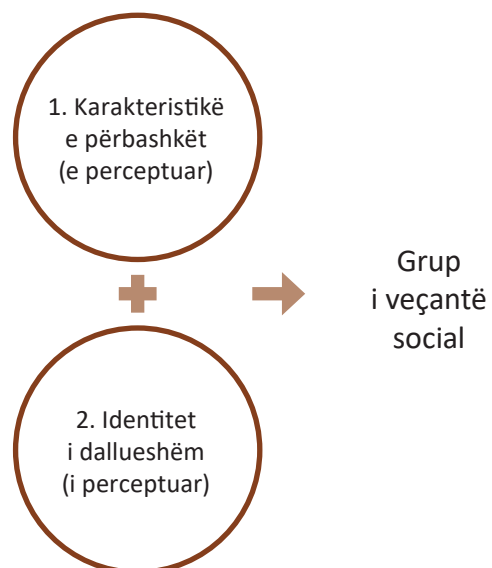 1. Karakteristikë
e përbashkët
(e perceptuar)
Grup
i veçantë
social
2. Identitet
i dallueshëm
(i perceptuar)